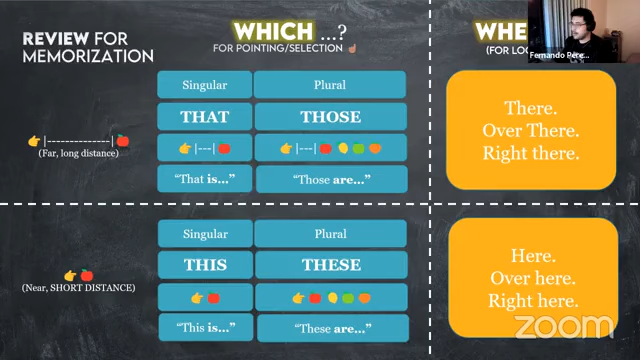 REVIEW FOR
MEMORIZATION
WHICH ...?
FOR POINTING/SELECTION
WHE
(FOR LOC
Fernando Pére...
Singular Plural
THAT THOSE
|--------------|
(Far, long distance)
|---| |---|
"That is..." "Those are..."
There.
Over There.
Right there.
Singular Plural
THIS THESE
(Near, SHORT DISTANCE)
"This is..." "These are..."
Here.
Over here.
Right here.
zoom